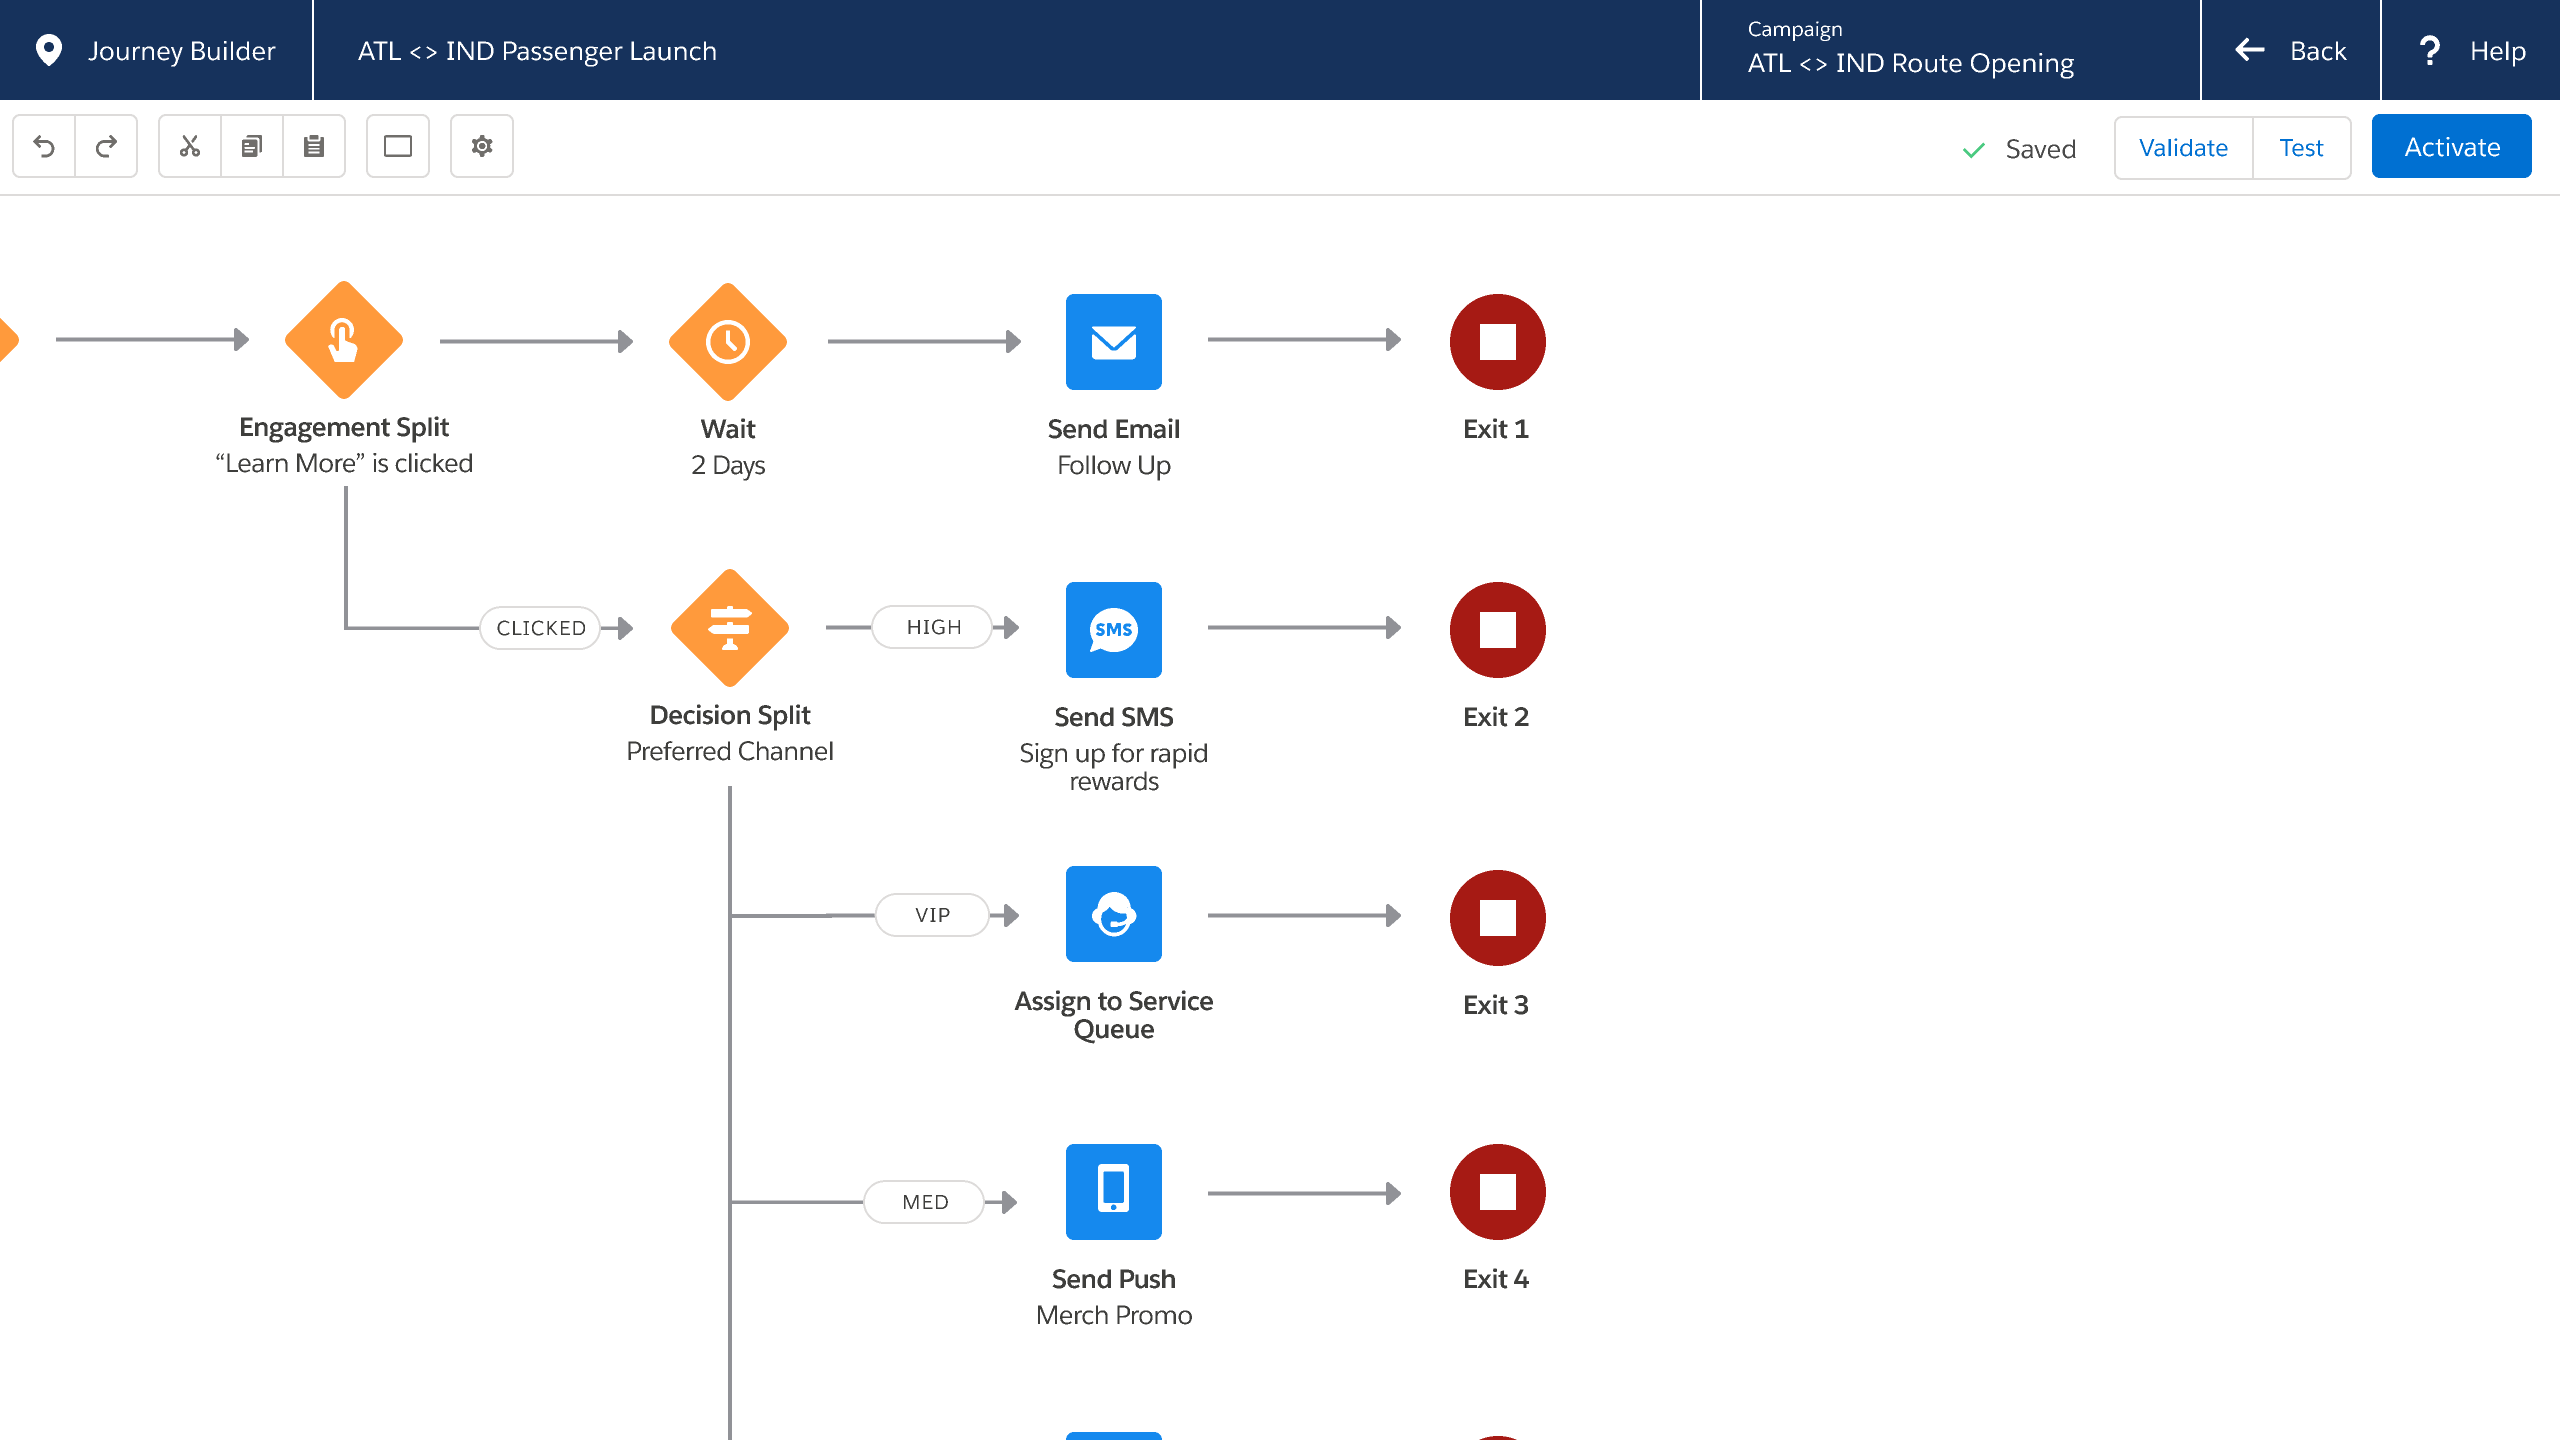 Journey Builder
ATL <> IND Passenger Launch
Campaign
ATL <> IND Route Opening
Back
Help
Saved
Validate
Test
Activate
Engagement Split
“Learn More” is clicked
Wait
2 Days
Send Email
Follow Up
Exit 1
CLICKED
HIGH
SMS
Decision Split
Preferred Channel
Send SMS
Sign up for rapid
rewards
Exit 2
VIP
Assign to Service
Queue
Exit 3
MED
Send Push
Merch Promo
Exit 4